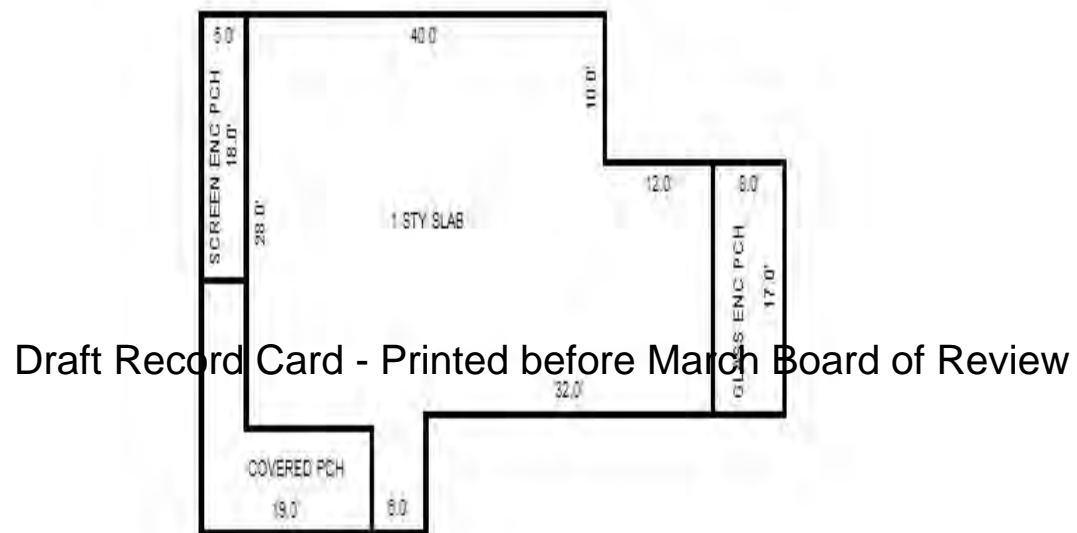 5.0'
40.0'
10.0'
SCREEN ENC PCH
18.0'
28.0'
1 STY SLAB
12.0'
8.0'
GLASS ENC PCH
17.0'
Draft Record Card - Printed before March Board of Review
32.0'
COVERED PCH
19.0'
6.0'